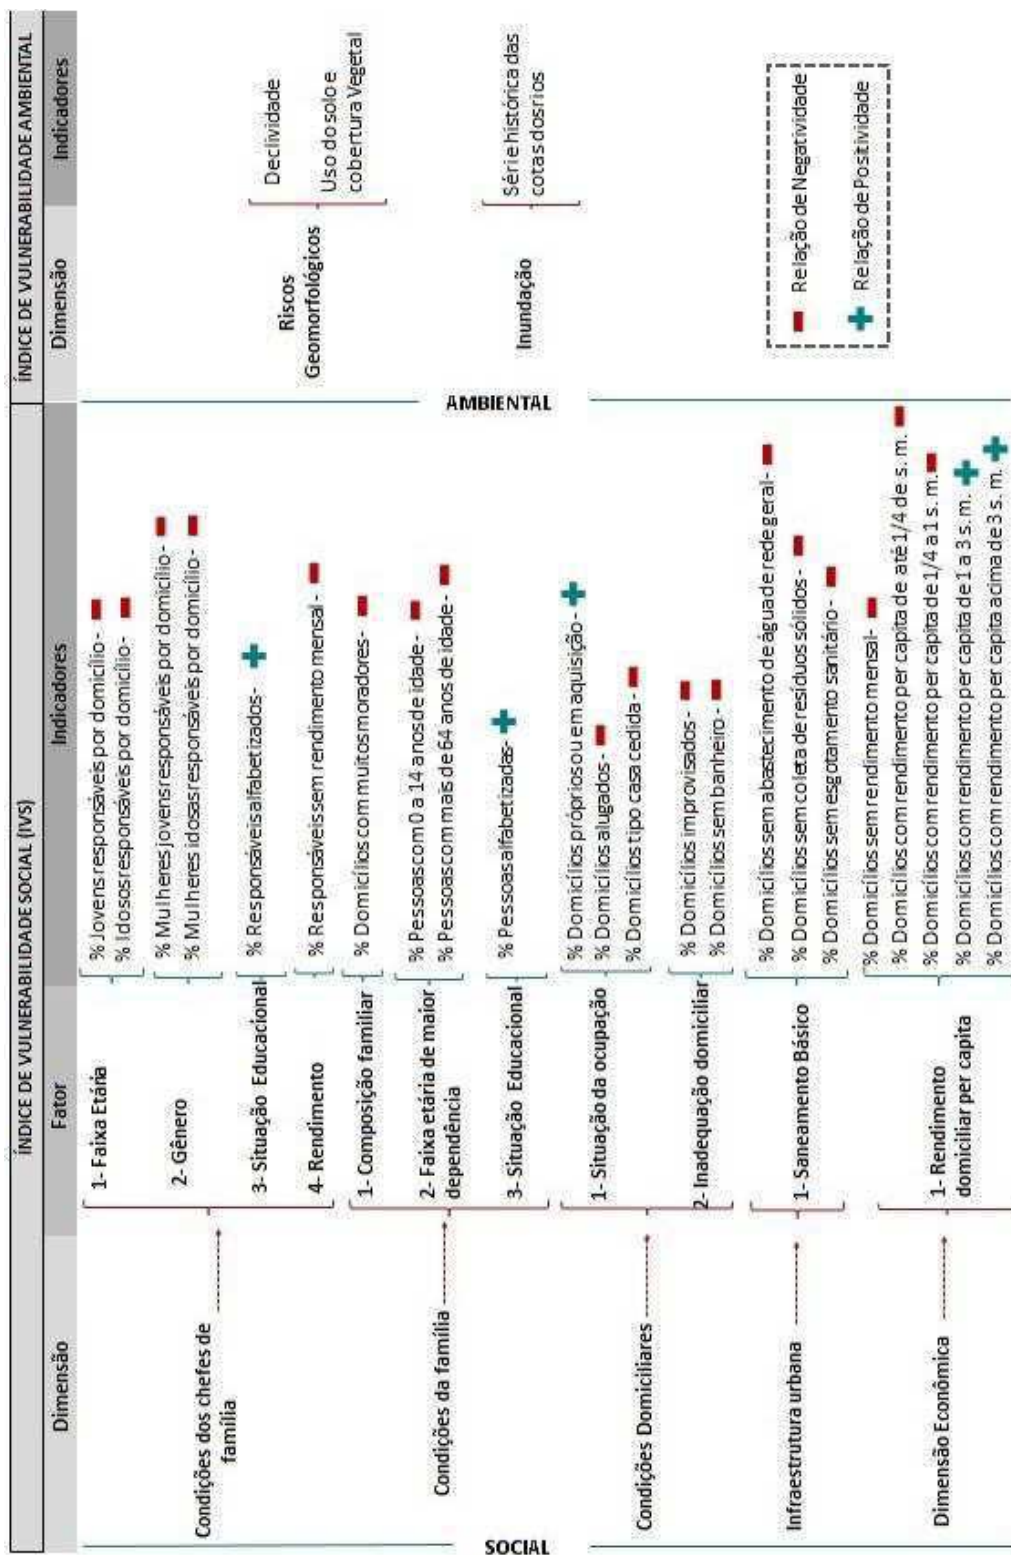 ÍNDICE DE VULNERABILIDADE SOCIAL (IVS)
Dimensão
Fator
Indicadores
SOCIAL
Condições dos chefes de
família
1- Faixa Etária
% Jovens responsáveis por domicílio -
% Idosos responsáveis por domicílio -
2- Gênero
% Mulheres jovens responsáveis por domicílio -
% Mulheres idosas responsáveis por domicílio -
3- Situação Educacional
% Responsáveis alfabetizados -
4- Rendimento
% Responsáveis sem rendimento mensal -
Condições da família
1- Composição familiar
% Domicílios com muitos moradores -
2- Faixa etária de maior
dependência
% Pessoas com 0 a 14 anos de idade -
% Pessoas com mais de 64 anos de idade -
3- Situação Educacional
% Pessoas alfabetizadas -
Condições Domiciliares
1- Situação da ocupação
% Domicílios próprios ou em aquisição -
% Domicílios alugados -
% Domicílios tipo casa cedida -
2- Inadequação domiciliar
% Domicílios improvisados -
% Domicílios sem banheiro -
Infraestrutura urbana
1- Saneamento Básico
% Domicílios sem abastecimento de água de rede geral -
% Domicílios sem coleta de resíduos sólidos -
% Domicílios sem esgotamento sanitário -
Dimensão Econômica
1- Rendimento
domiciliar per capita
% Domicílios sem rendimento mensal -
% Domicílios com rendimento per capita de até 1/4 de s. m.
% Domicílios com rendimento per capita de 1/4 a 1 s. m.
% Domicílios com rendimento per capita de 1 a 3 s. m.
% Domicílios com rendimento per capita acima de 3 s. m.
ÍNDICE DE VULNERABILIDADE AMBIENTAL
Dimensão
Indicadores
AMBIENTAL
Riscos
Geomorfológicos
Declividade
Uso do solo e
cobertura Vegetal
Inundação
Série histórica das
cotas dos rios
- Relação de Negatividade
- Relação de Positividade